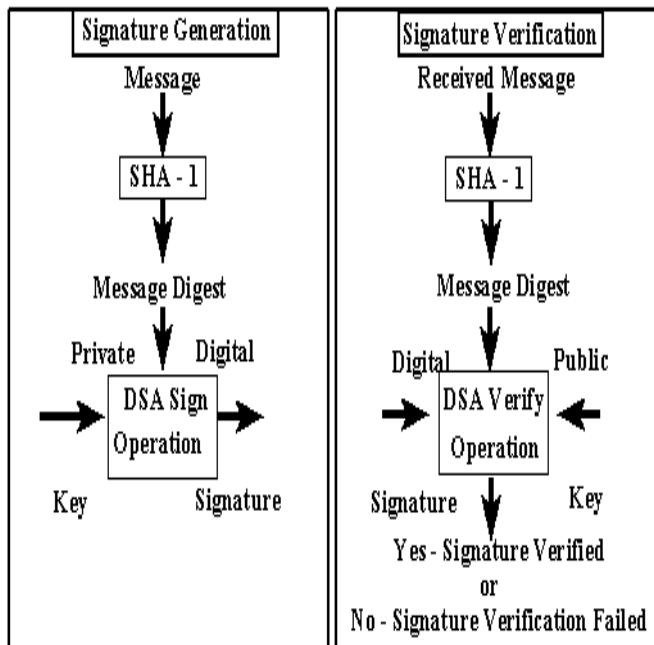 Signature Generation
Message
SHA - 1
Message Digest
Private
Digital
DSA Sign
Operation
Key
Signature
Signature Verification
Received Message
SHA - 1
Message Digest
Digital
Public
DSA Verify
Operation
Signature
Key
Yes - Signature Verified
or
No - Signature Verification Failed